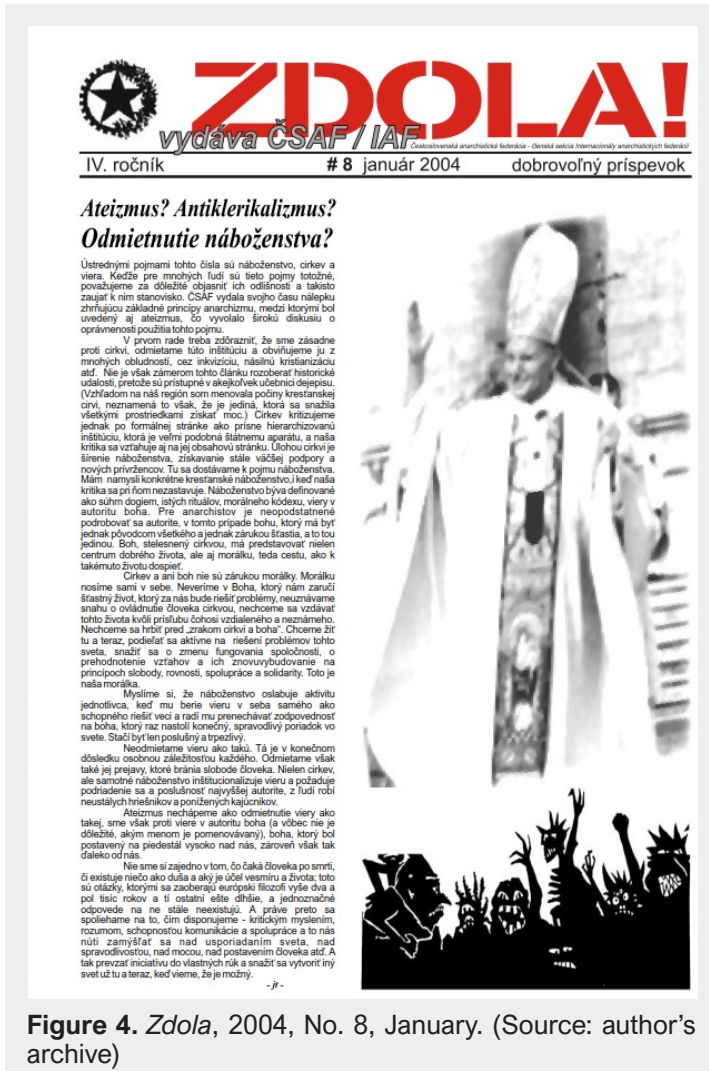 ZDOLA!
vydáva ČSAF / IAF
Československá anarchistická federácia - členská sekcia Internacionály anarchistických federácií
IV. ročník # 8 január 2004 dobrovoľný príspevok
Ateizmus? Antiklerikalizmus?
Odmietnutie náboženstva?
Ústrednými pojmami tohto čísla sú náboženstvo, cirkev a
viera. Keďže pre mnohých ľudí sú tieto pojmy totožné,
považujeme za dôležité objasniť ich odlišnosti a takisto
zaujať k nim stanovisko. ČSAF vydala svojho času nálepku
zhrňujúcu základné princípy anarchizmu, medzi ktorými bol
uvedený aj ateizmus, čo vyvolalo širokú diskusiu o
oprávnenosti použitia tohto pojmu.
V prvom rade treba zdôrazniť, že sme zásadne
proti cirkvi, odmietame túto inštitúciu a obviňujeme ju z
mnohých obludností, cez inkvizíciu, násilnú kristianizáciu
atď. Nie je však zámerom tohto článku rozoberať historické
udalosti, pretože sú prístupné v akejkoľvek učebnici dejepisu.
(Vzhľadom na náš región som menovala počiny kresťanskej
cirvi, neznamená to však, že je jediná, ktorá sa snažila
všetkými prostriedkami získať moc.) Cirkev kritizujeme
jednak po formálnej stránke ako prísne hierarchizovanú
inštitúciu, ktorá je veľmi podobná štátnemu aparátu, a naša
kritika sa vzťahuje aj na jej obsahovú stránku. Úlohou cirkvi je
šírenie náboženstva, získavanie stále väčšej podpory a
nových prívržencov. Tu sa dostávame k pojmu náboženstva.
Mám namysli konkrétne kresťanské náboženstvo,i keď naša
kritika sa pri ňom nezastavuje. Náboženstvo býva definované
ako súhrn dogiem, istých rituálov, morálneho kódexu, viery v
autoritu boha. Pre anarchistov je neopodstatnené
podrobovať sa autorite, v tomto prípade bohu, ktorý má byť
jednak pôvodcom všetkého a jednak zárukou šťastia, a to tou
jedinou. Boh, stelesnený cirkvou, má predstavovať nielen
centrum dobrého života, ale aj morálku, teda cestu, ako k
takémuto životu dospieť.
Cirkev a ani boh nie sú zárukou morálky. Morálku
nosíme sami v sebe. Neveríme v Boha, ktorý nám zaručí
šťastný život, ktorý za nás bude riešiť problémy, neuznávame
snahu o ovládnutie človeka cirkvou, nechceme sa vzdávať
tohto života kvôli prísľubu čohosi vzdialeného a neznámeho.
Nechceme sa hrbiť pred „zrakom cirkvi a boha“. Chceme žiť
tu a teraz, podieľať sa aktívne na riešení problémov tohto
sveta, snažiť sa o zmenu fungovania spoločnosti, o
prehodnotenie vzťahov a ich znovuvybudovanie na
princípoch slobody, rovnosti, spolupráce a solidarity. Toto je
naša morálka.
Myslíme si, že náboženstvo oslabuje aktivitu
jednotlivca, keď mu berie vieru v seba samého ako
schopného riešiť veci a radí mu prenechávať zodpovednosť
na boha, ktorý raz nastolí konečný, spravodlivý poriadok vo
svete. Stačí byť len poslušný a trpezlivý.
Neodmietame vieru ako takú. Tá je v konečnom
dôsledku osobnou záležitosťou každého. Odmietame však
také jej prejavy, ktoré bránia slobode človeka. Nielen cirkev,
ale samotné náboženstvo inštitucionalizuje vieru a požaduje
podriadenie sa a poslušnosť najvyššej autorite, z ľudí robí
neustálych hriešnikov a ponížených kajúcnikov.
Ateizmus nechápeme ako odmietnutie viery ako
takej, sme však proti viere v autoritu boha (a vôbec nie je
dôležité, akým menom je pomenovávaný), boha, ktorý bol
postavený na piedestál vysoko nad nás, zároveň však tak
ďaleko od nás.
Nie sme si zajedno v tom, čo čaká človeka po smrti,
či existuje niečo ako duša a aký je účel vesmíru a života; toto
sú otázky, ktorými sa zaoberajú európski filozofi vyše dva a
pol tisíc rokov a tí ostatní ešte dlhšie, a jednoznačné
odpovede na ne stále neexistujú. A práve preto sa
spoliehame na to, čím disponujeme - kritickým myslením,
rozumom, schopnosťou komunikácie a spolupráce a to nás
núti zamýšľať sa nad usporiadaním sveta, nad
spravodlivosťou, nad mocou, nad postavením človeka atď. A
tak prevzať iniciatívu do vlastných rúk a snažiť sa vytvoriť iný
svet už tu a teraz, keď vieme, že je možný.
- jr -
Figure 4. Zdola, 2004, No. 8, January. (Source: author's
archive)